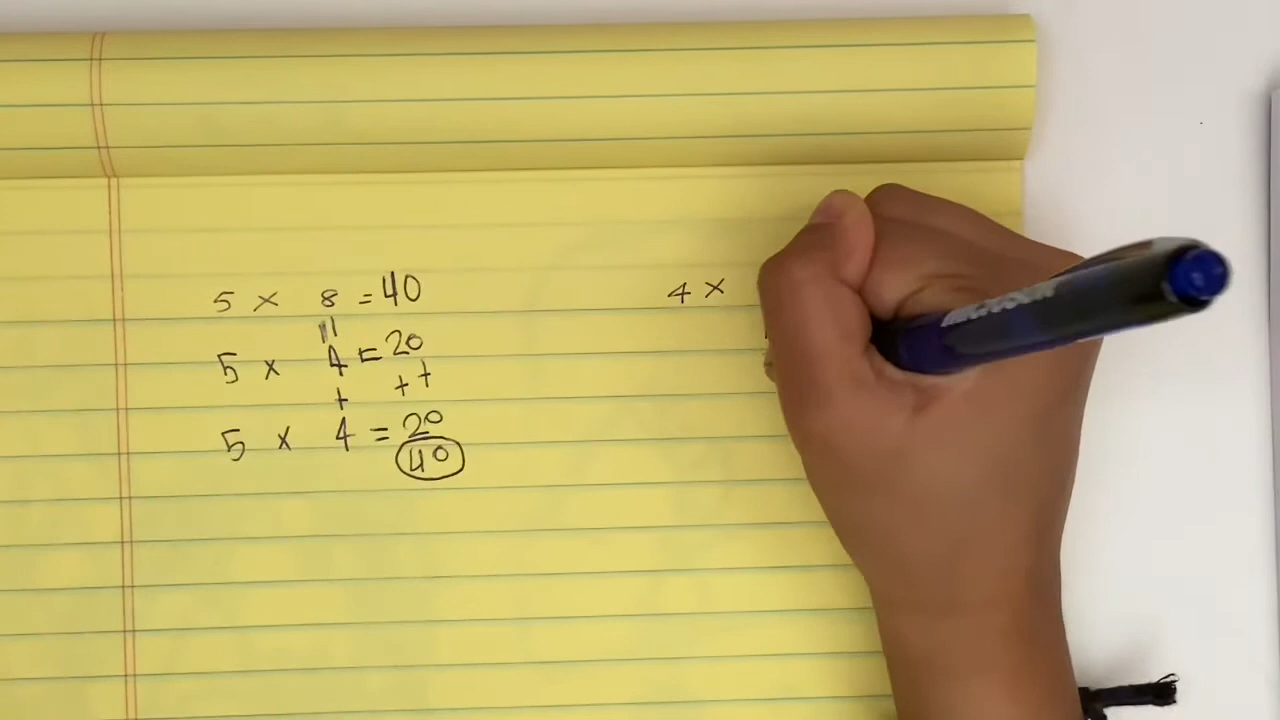 5 × 8 = 40
4 ×
||
5 × 4 = 20
+ + +
5 × 4 = 20
40